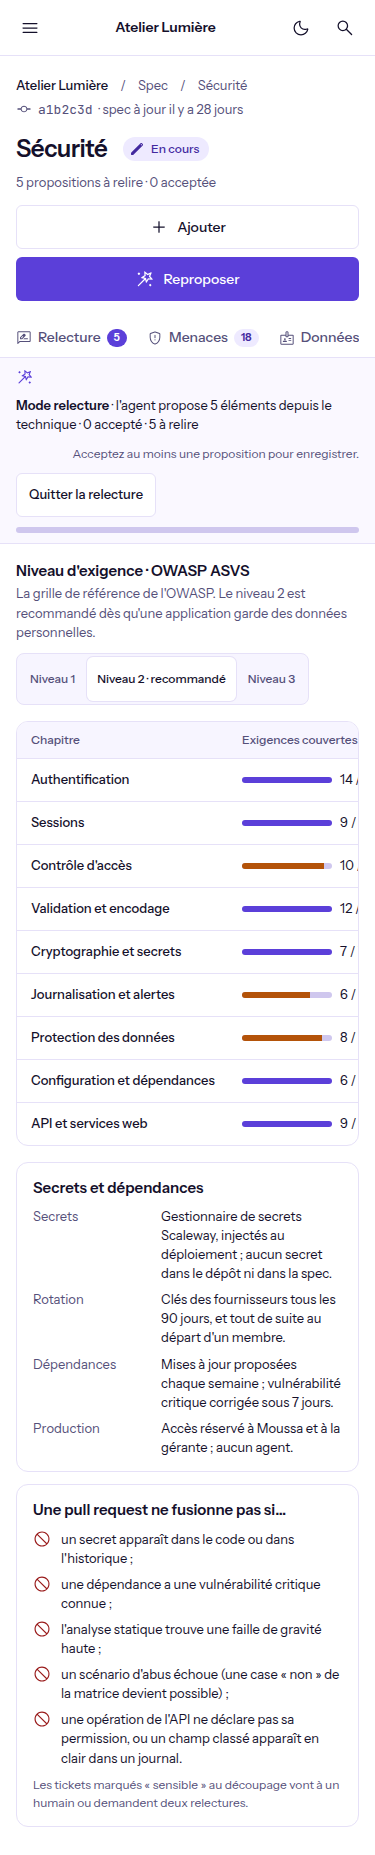 Atelier Lumière
Atelier Lumière / Spec / Sécurité
a1b2c3d · spec à jour il y a 28 jours
Sécurité En cours
5 propositions à relire · 0 acceptée
Ajouter
Reproposer
Relecture 5 Menaces 18 Données
Mode relecture · l'agent propose 5 éléments depuis le
technique · 0 accepté · 5 à relire
Acceptez au moins une proposition pour enregistrer.
Quitter la relecture
Niveau d'exigence · OWASP ASVS
La grille de référence de l'OWASP. Le niveau 2 est
recommandé dès qu'une application garde des données
personnelles.
Niveau 1 Niveau 2 · recommandé Niveau 3
Chapitre Exigences couvertes
Authentification 14 /
Sessions 9 /
Contrôle d'accès 10 /
Validation et encodage 12 /
Cryptographie et secrets 7 /
Journalisation et alertes 6 /
Protection des données 8 /
Configuration et dépendances 6 /
API et services web 9 /
Secrets et dépendances
Secrets Gestionnaire de secrets
Scaleway, injectés au
déploiement ; aucun secret
dans le dépôt ni dans la spec.
Rotation Clés des fournisseurs tous les
90 jours, et tout de suite au
départ d'un membre.
Dépendances Mises à jour proposées
chaque semaine ; vulnérabilité
critique corrigée sous 7 jours.
Production Accès réservé à Moussa et à la
gérante ; aucun agent.
Une pull request ne fusionne pas si...
un secret apparaît dans le code ou dans
l'historique ;
une dépendance a une vulnérabilité critique
connue ;
l'analyse statique trouve une faille de gravité
haute ;
un scénario d'abus échoue (une case « non » de
la matrice devient possible) ;
une opération de l'API ne déclare pas sa
permission, ou un champ classé apparaît en
clair dans un journal.
Les tickets marqués « sensible » au découpage vont à un
humain ou demandent deux relectures.